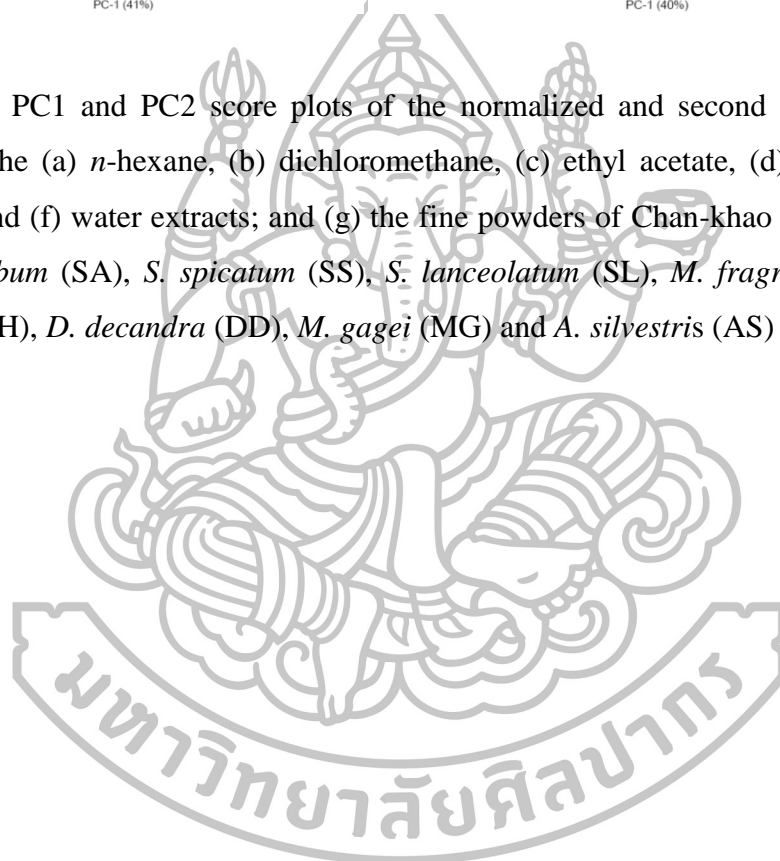 PC-1 (41%) PC-1 (40%)
PC1 and PC2 score plots of the normalized and second
he (a) n-hexane, (b) dichloromethane, (c) ethyl acetate, (d)
nd (f) water extracts; and (g) the fine powders of Chan-khao
bum (SA), S. spicatum (SS), S. lanceolatum (SL), M. fragr
H), D. decandra (DD), M. gagei (MG) and A. silvestris (AS)
มหาวิทยาลัยศิลปากร